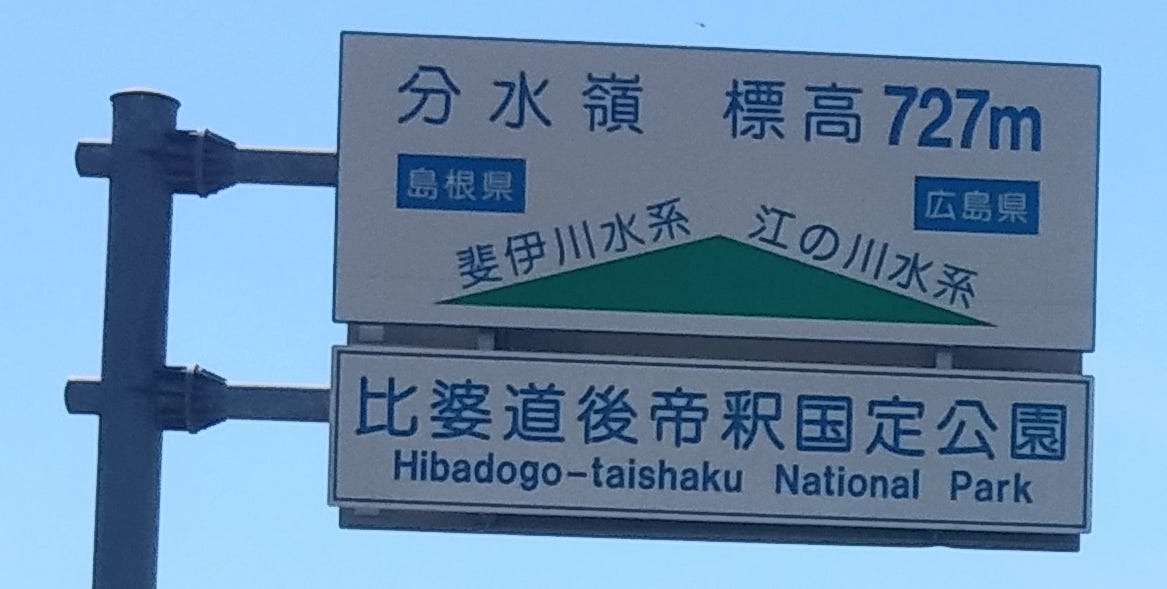 分水嶺 標高727m
島根県 広島県
斐伊川水系 江の川水系
比婆道後帝釈国定公園
Hibadogo-taishaku National Park